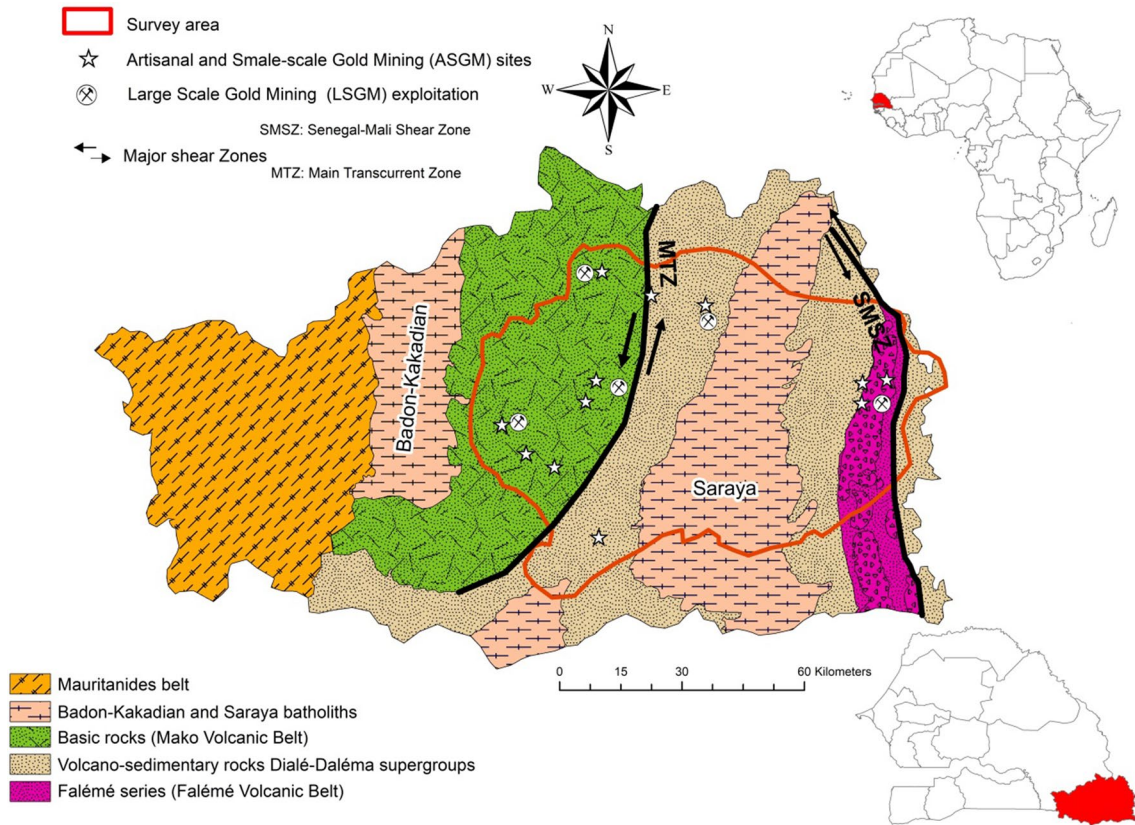 Survey area
Artisanal and Smale-scale Gold Mining (ASGM) sites
Large Scale Gold Mining (LSGM) exploitation
SMSZ: Senegal-Mali Shear Zone
Major shear Zones
MTZ: Main Transcurrent Zone
N
W E
S
MTZ
SMSZ
Badon-Kakadian
Saraya
0 15 30 60 Kilometers
Mauritanides belt
Badon-Kakadian and Saraya batholiths
Basic rocks (Mako Volcanic Belt)
Volcano-sedimentary rocks Dialé-Daléma supergroups
Falémé series (Falémé Volcanic Belt)